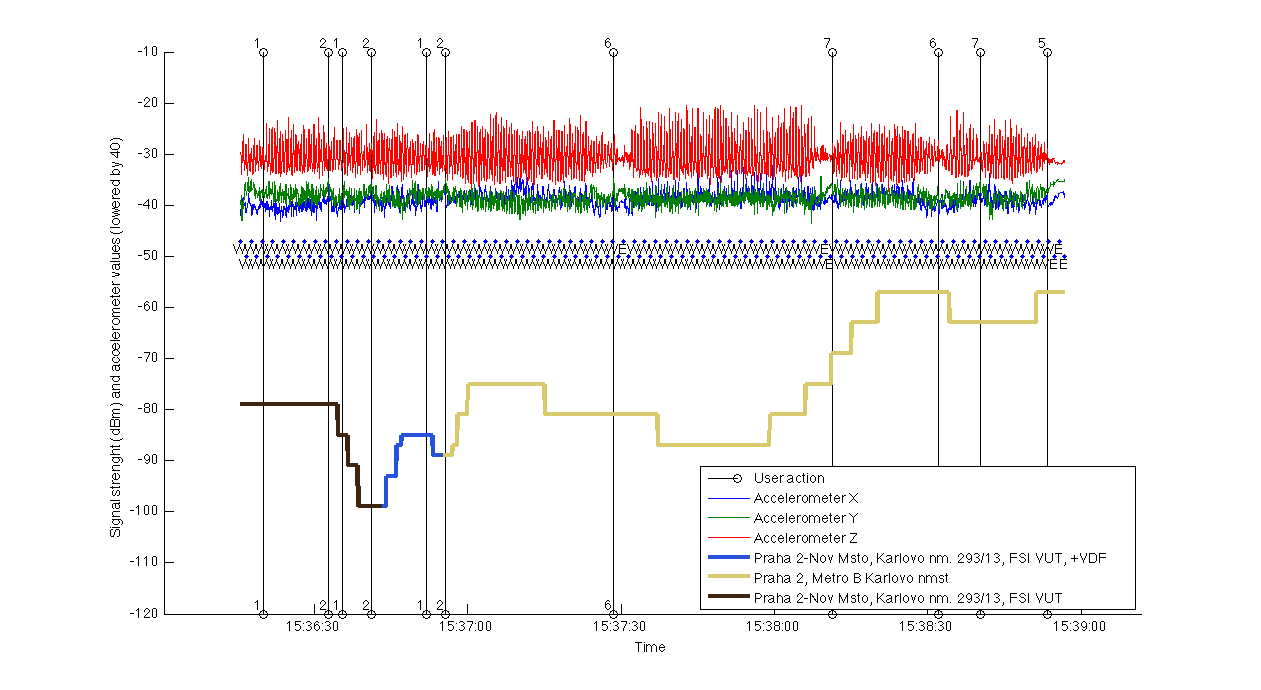 1 2 1 2 1 2 6 7 6 7 5
-10
-20
-30
-40
-50
-60
-70
-80
-90
-100
-110
-120
Signal strenght (dBm) and accelerometer values (lowered by 40)
E E E
E E E
User action
Accelerometer X
Accelerometer Y
Accelerometer Z
Praha 2-Nov Msto, Karlovo nm. 293/13, FSI VUT, +VDF
Praha 2, Metro B Karlovo nmst
Praha 2-Nov Msto, Karlovo nm. 293/13, FSI VUT
1 2 1 2 1 2 6
15:36:30 15:37:00 15:37:30 15:38:00 15:38:30 15:39:00
Time